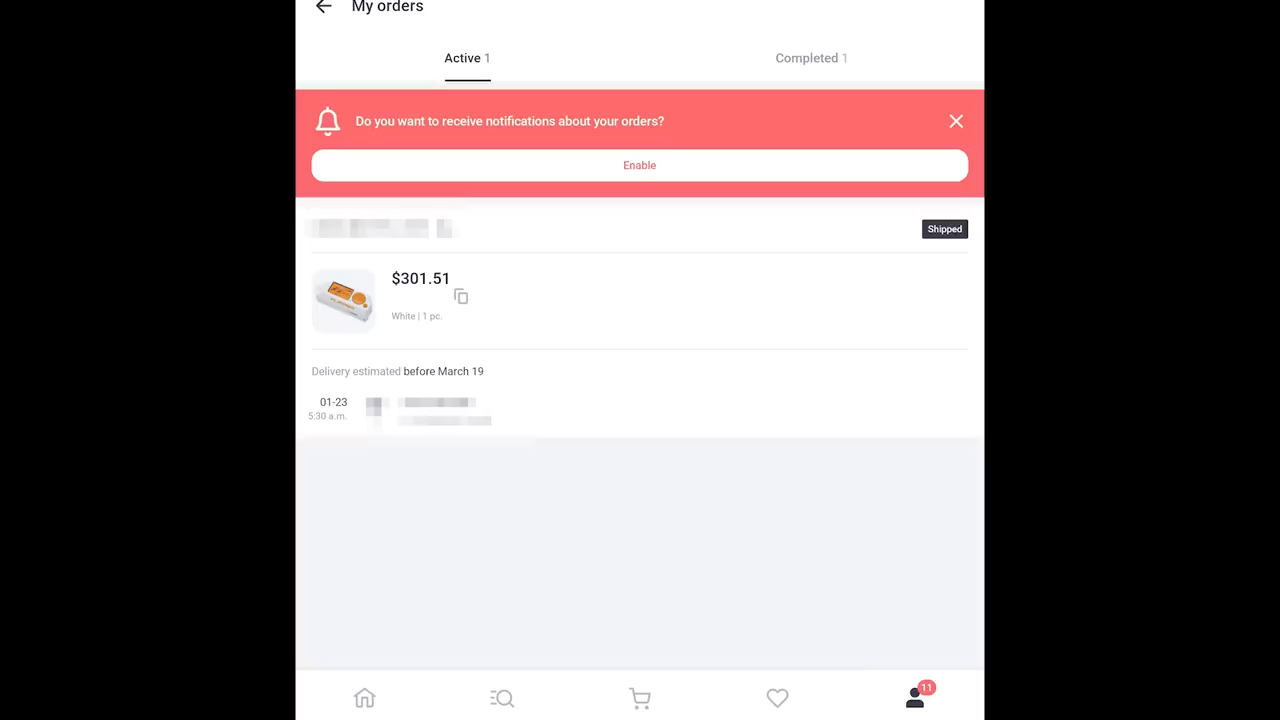 My orders
Active 1
Completed 1
Do you want to receive notifications about your orders?
Enable
Shipped
$301.51
White | 1 pc.
Delivery estimated before March 19
01-23
5:30 a.m.
11